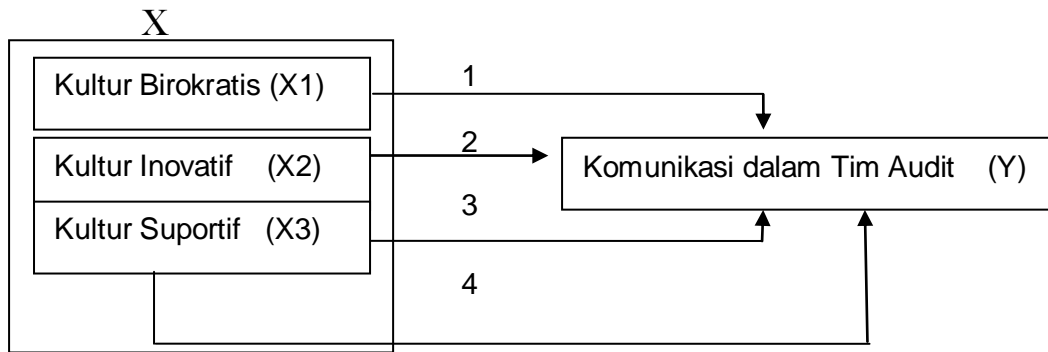 X
Kultur Birokratis (X1)
1
Kultur Inovatif (X2)
2
Komunikasi dalam Tim Audit (Y)
Kultur Suportif (X3)
3
4